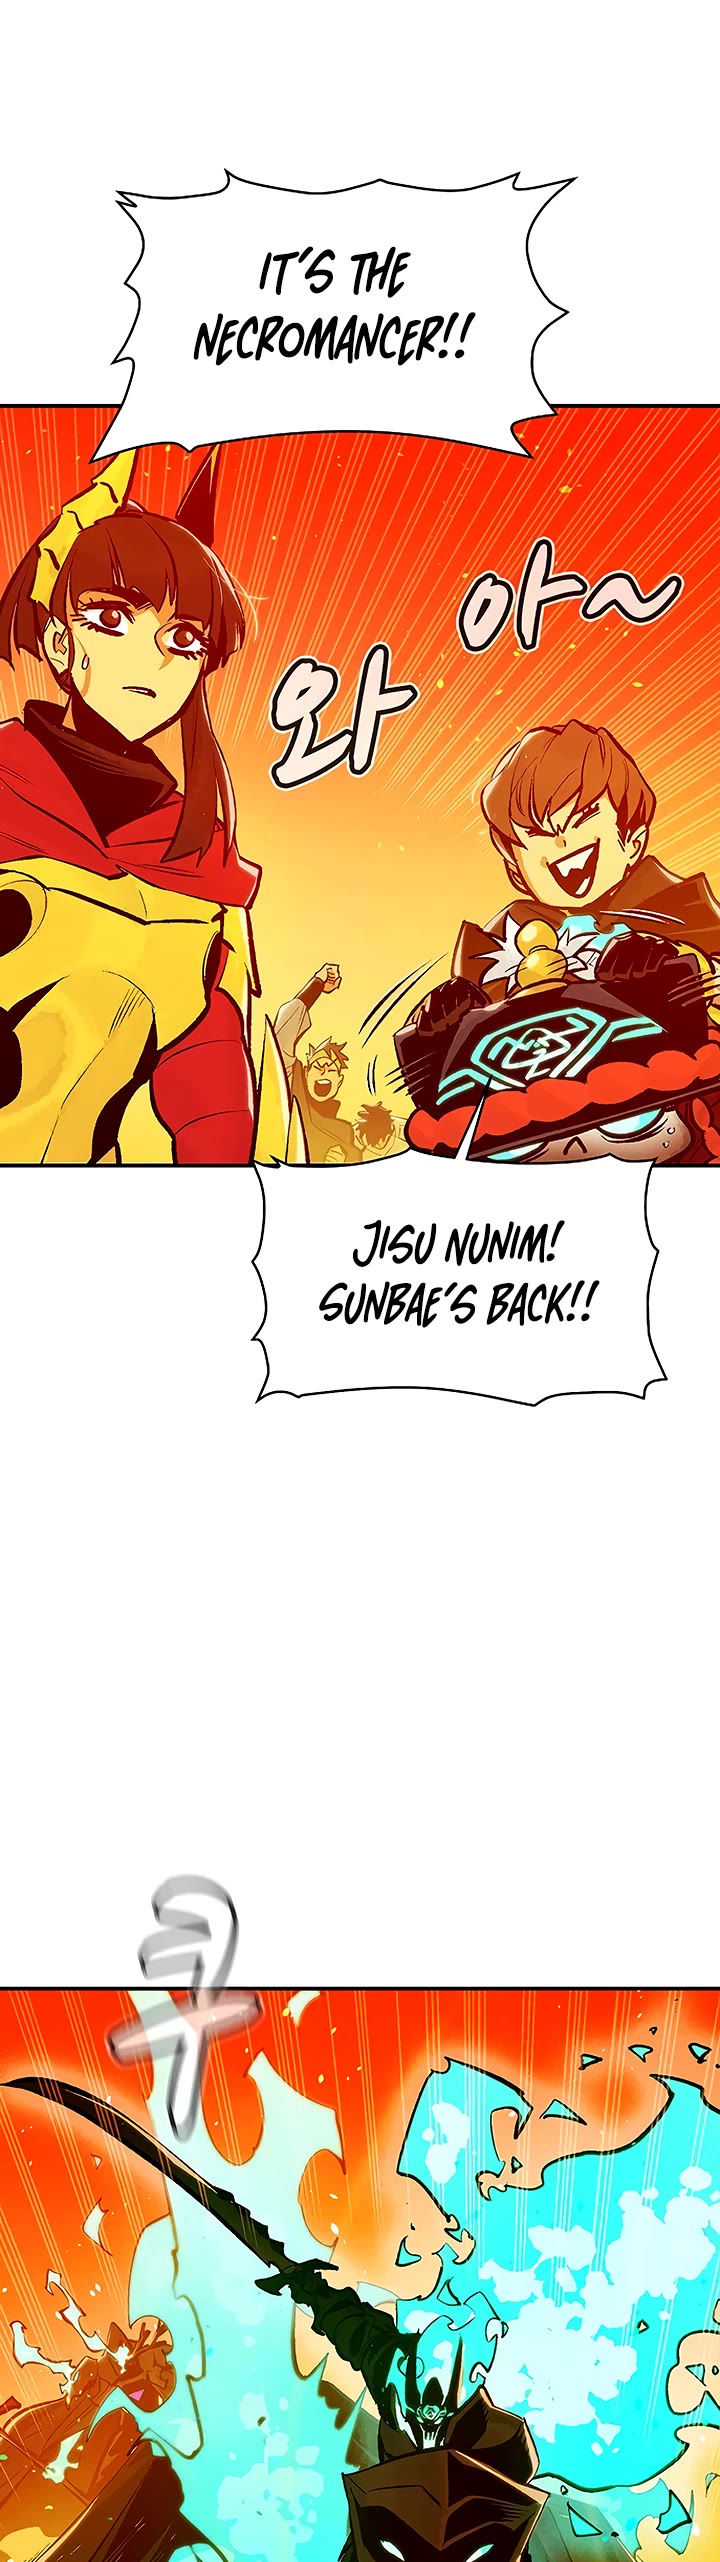 IT'S THE
NECROMANCER!!
와아~
JISU NUNIM!
SUNBAE'S BACK!!
쿠